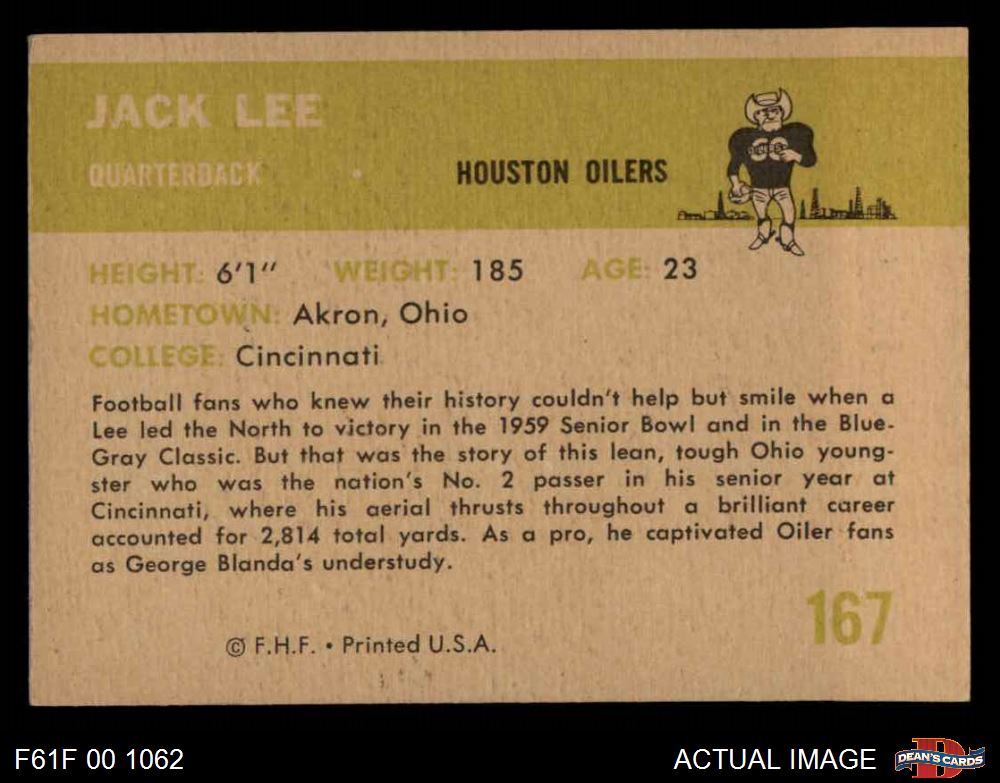 JACK LEE
QUARTERBACK
HOUSTON OILERS
HEIGHT: 6'1" WEIGHT: 185 AGE: 23
HOMETOWN: Akron, Ohio
COLLEGE: Cincinnati
Football fans who knew their history couldn't help but smile when a
Lee led the North to victory in the 1959 Senior Bowl and in the Blue-
Gray Classic. But that was the story of this lean, tough Ohio young-
ster who was the nation's No. 2 passer in his senior year at
Cincinnati, where his aerial thrusts throughout a brilliant career
accounted for 2,814 total yards. As a pro, he captivated Oiler fans
as George Blanda's understudy.
167
© F.H.F. • Printed U.S.A.
F61F 00 1062
ACTUAL IMAGE
D
DEAN'S CARDS